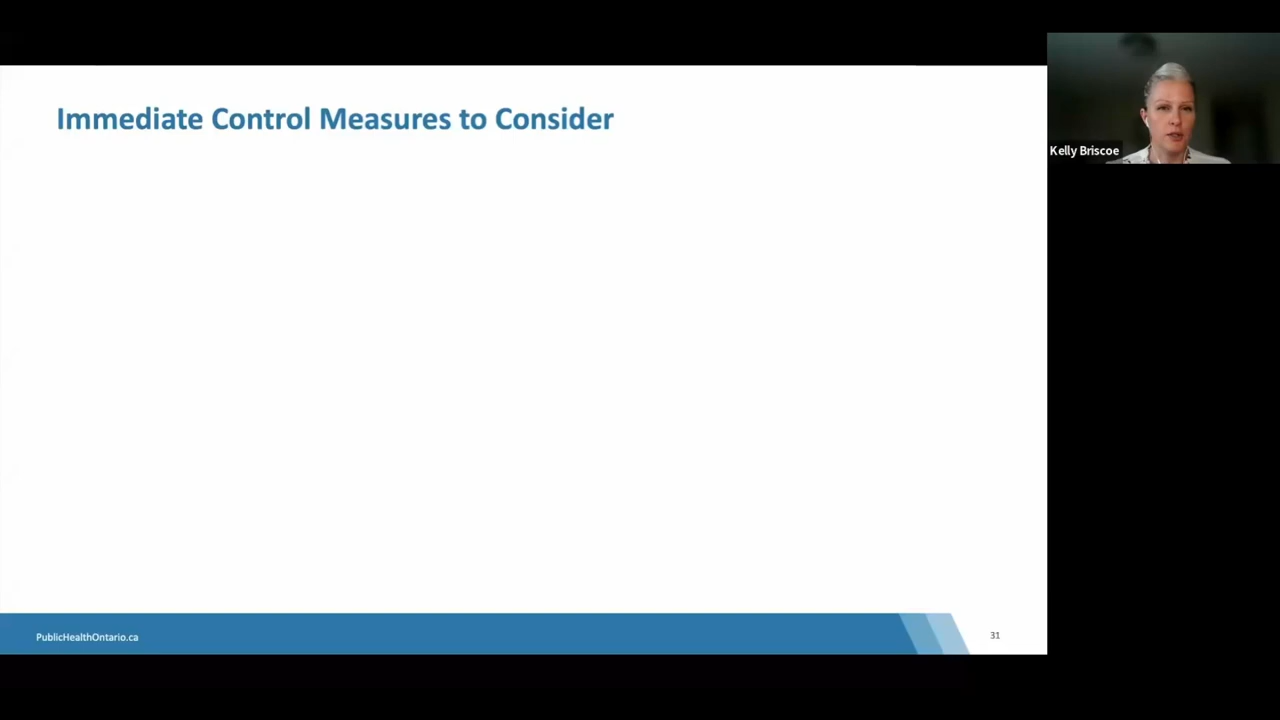 Immediate Control Measures to Consider
Kelly Briscoe
PublicHealthOntario.ca
31